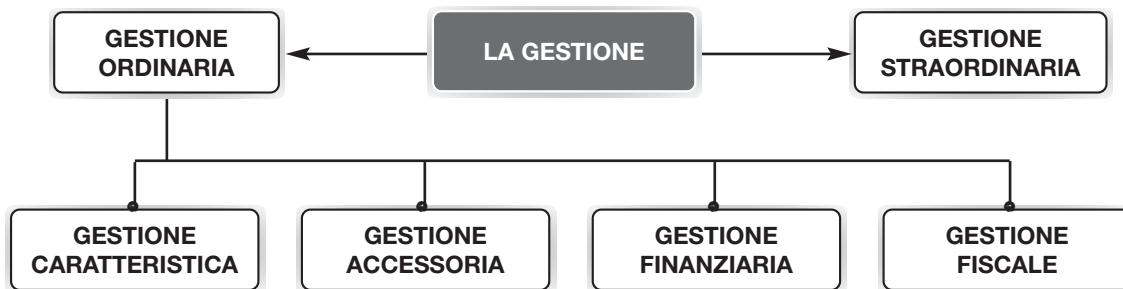 GESTIONE
ORDINARIA
LA GESTIONE
GESTIONE
STRAORDINARIA
GESTIONE
CARATTERISTICA
GESTIONE
ACCESSORIA
GESTIONE
FINANZIARIA
GESTIONE
FISCALE